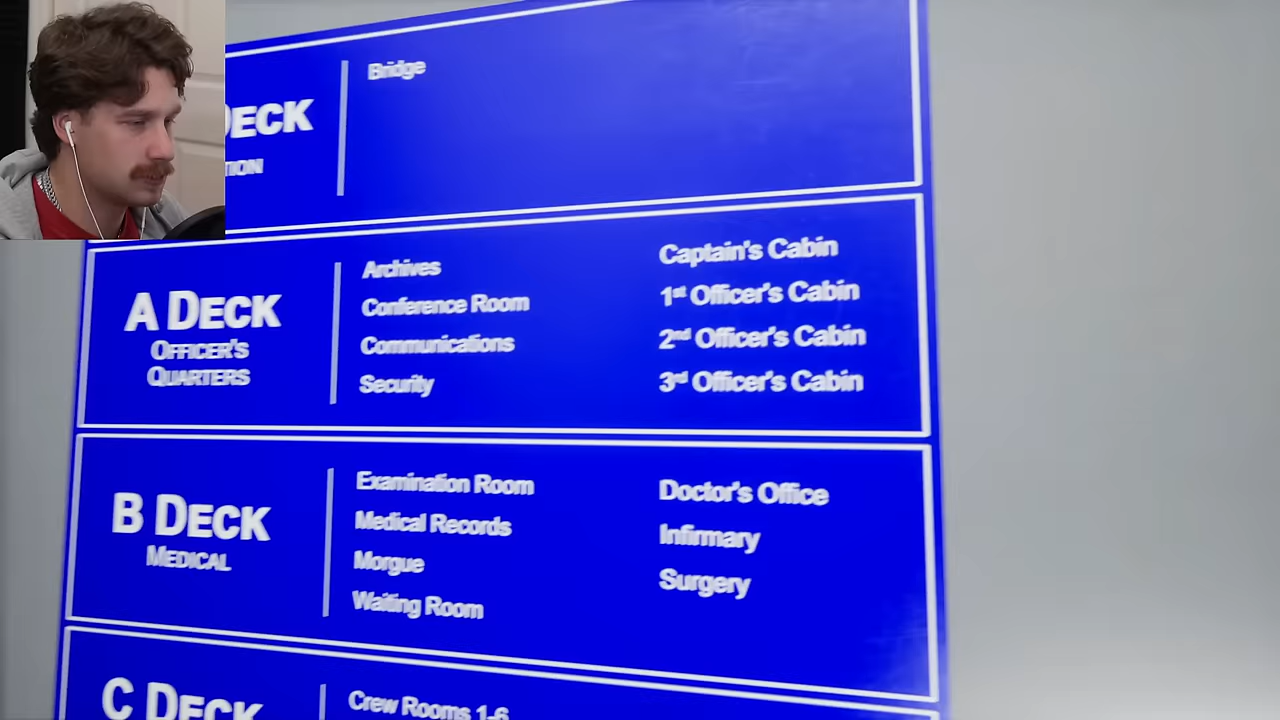 Bridge
DECK
TION
A DECK
OFFICER'S
QUARTERS
Archives
Conference Room
Communications
Security
Captain's Cabin
1st Officer's Cabin
2nd Officer's Cabin
3rd Officer's Cabin
B DECK
MEDICAL
Examination Room
Medical Records
Morgue
Waiting Room
Doctor's Office
Infirmary
Surgery
C DECK
Crew Rooms 1-6